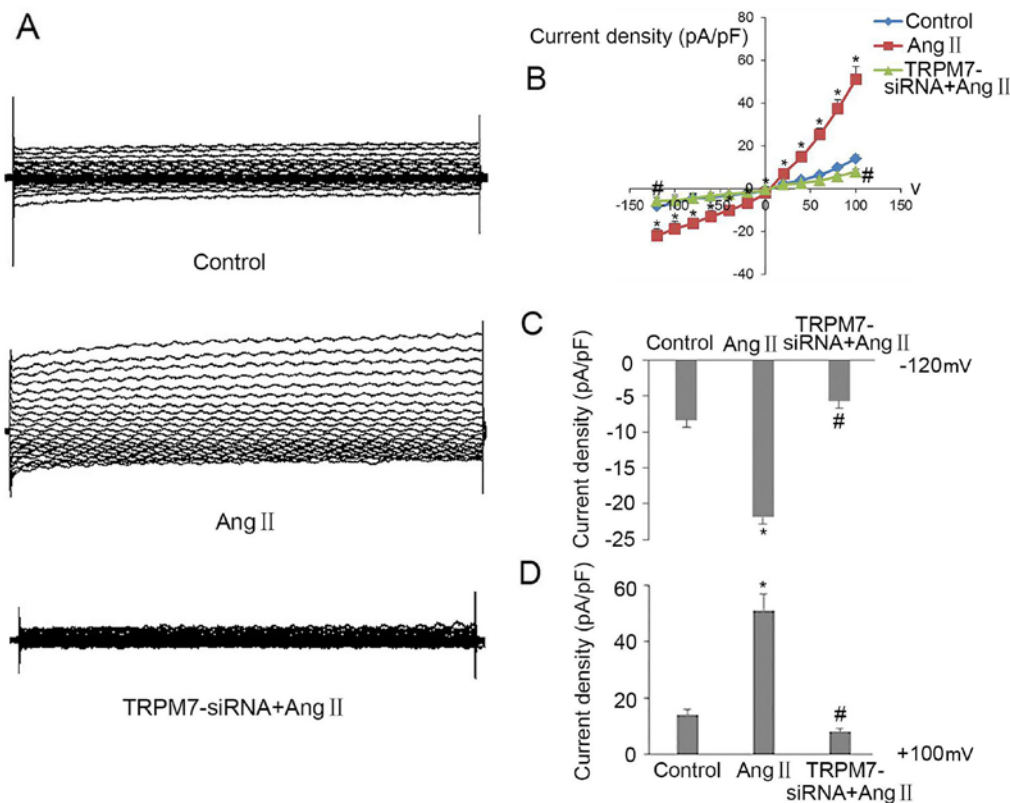 A
Control
Ang Ⅱ
TRPM7-siRNA+Ang Ⅱ
B
Current density (pA/pF)
Control
Ang Ⅱ
TRPM7-
siRNA+Ang Ⅱ
80
60
40
20
0
-20
-40
-150
-100
-50
0
50
100
150
V
*
*
*
*
*
*
*
*
*
*
*
*
#
#
C
Control
Ang Ⅱ
TRPM7-
siRNA+Ang Ⅱ
Current density (pA/pF)
0
-5
-10
-15
-20
-25
*
#
-120mV
D
Current density (pA/pF)
60
40
20
0
*
#
+100mV
Control
Ang Ⅱ
TRPM7-
siRNA+Ang Ⅱ